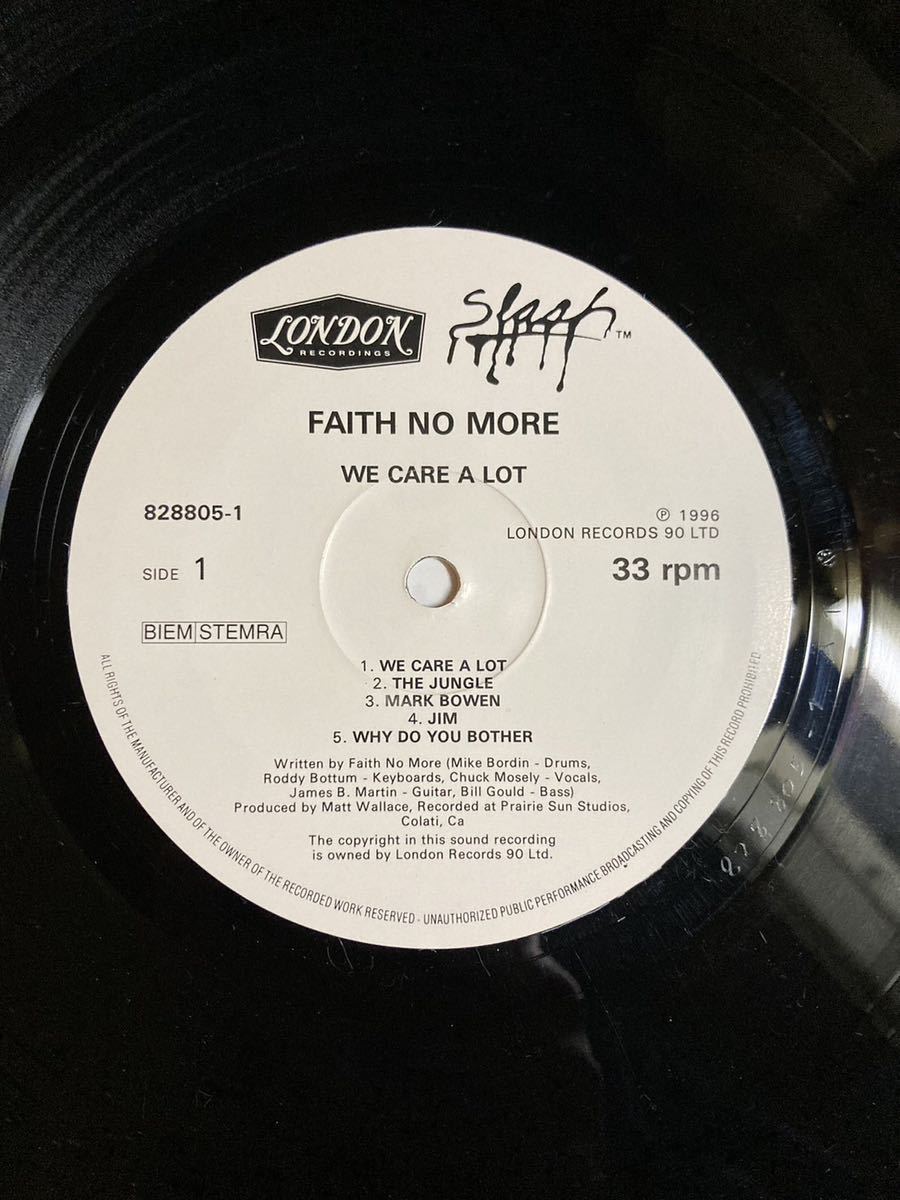 LONDON
RECORDINGS
Slash
TM
FAITH NO MORE
WE CARE A LOT
828805-1
℗ 1996
LONDON RECORDS 90 LTD
SIDE 1
33 rpm
BIEM STEMRA
1. WE CARE A LOT
2. THE JUNGLE
3. MARK BOWEN
4. JIM
5. WHY DO YOU BOTHER
Written by Faith No More (Mike Bordin - Drums,
Roddy Bottum - Keyboards, Chuck Mosely - Vocals,
James B. Martin - Guitar, Bill Gould - Bass)
Produced by Matt Wallace, Recorded at Prairie Sun Studios,
Colati, Ca
The copyright in this sound recording
is owned by London Records 90 Ltd.
ALL RIGHTS OF THE MANUFACTURER AND OF THE OWNER OF THE RECORDED WORK RESERVED - UNAUTHORIZED PUBLIC PERFORMANCE BROADCASTING AND COPYING OF THIS RECORD PROHIBITED